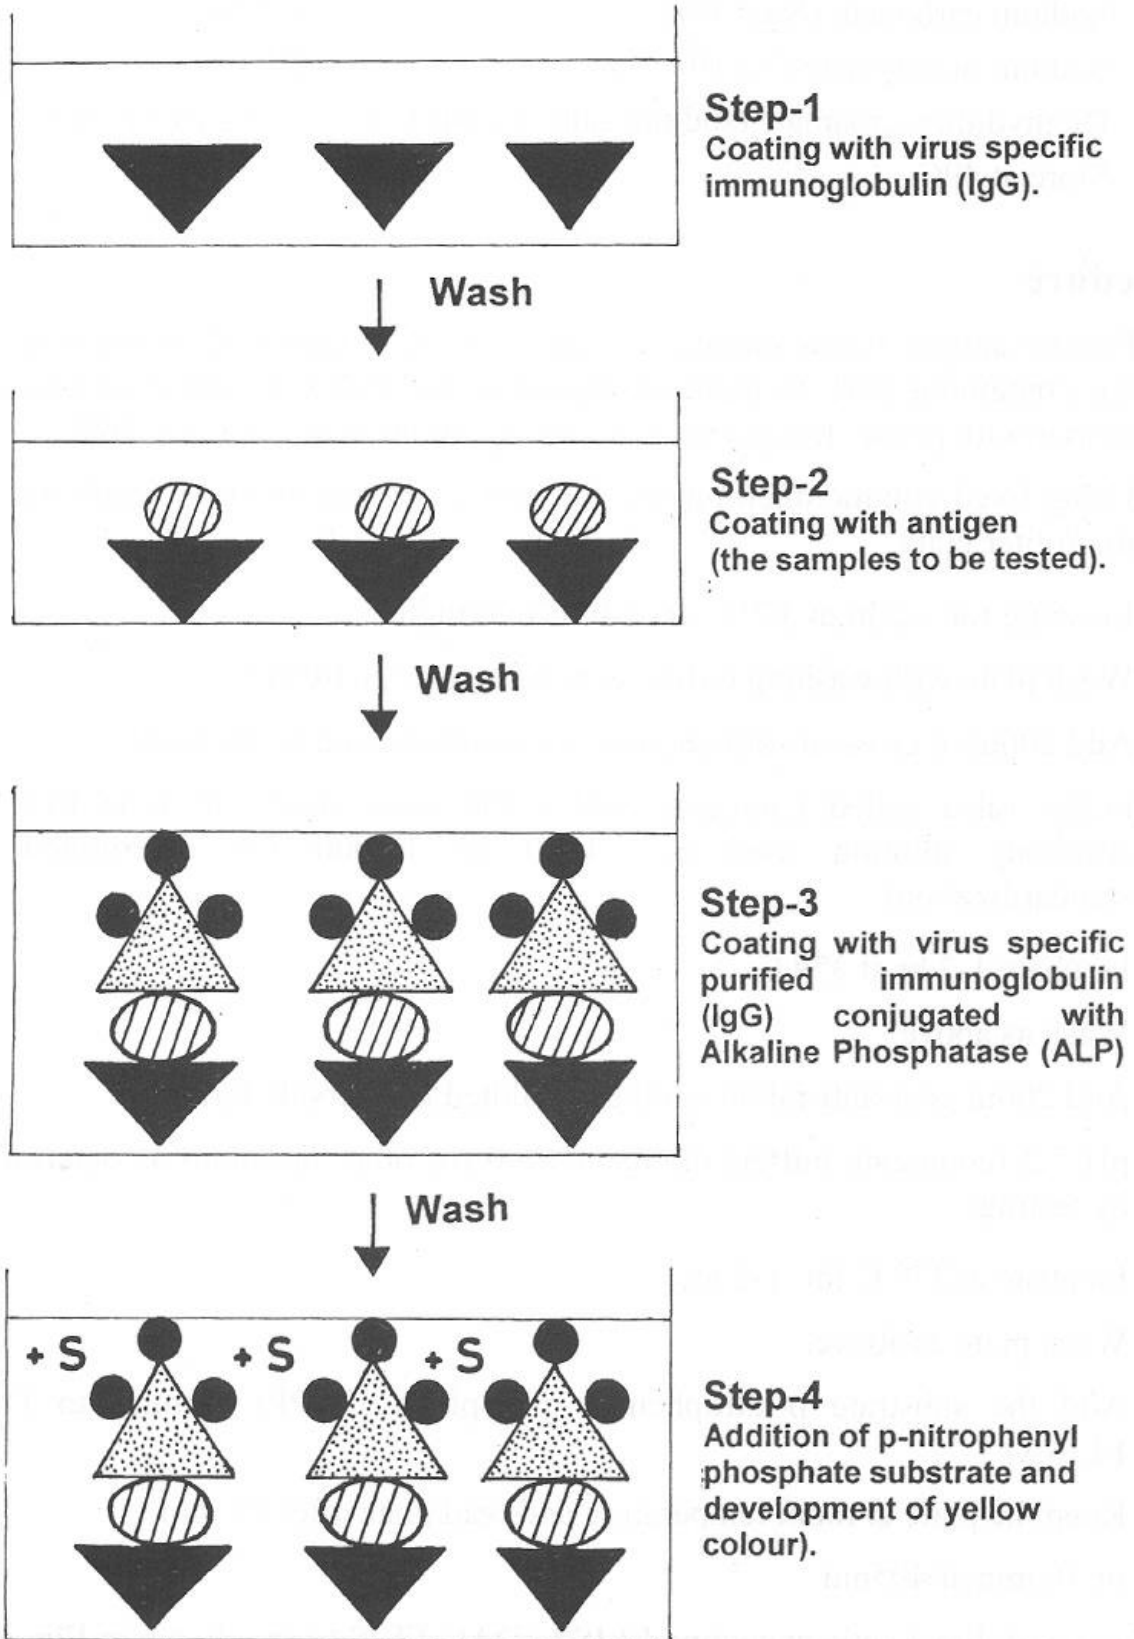 Step-1
Coating with virus specific
immunoglobulin (IgG).
Wash
Step-2
Coating with antigen
(the samples to be tested).
Wash
Step-3
Coating with virus specific
purified immunoglobulin
(IgG) conjugated with
Alkaline Phosphatase (ALP)
Wash
+ S + S + S
Step-4
Addition of p-nitrophenyl
phosphate substrate and
development of yellow
colour).